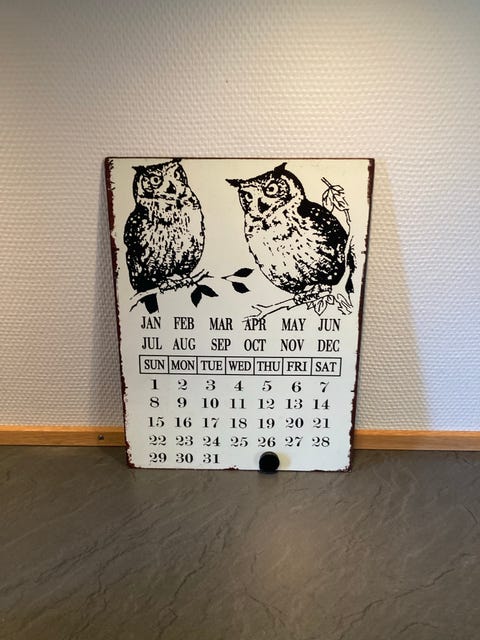 JAN FEB MAR APR MAY JUN
JUL AUG SEP OCT NOV DEC
SUN MON TUE WED THU FRI SAT
1 2 3 4 5 6 7
8 9 10 11 12 13 14
15 16 17 18 19 20 21
22 23 24 25 26 27 28
29 30 31